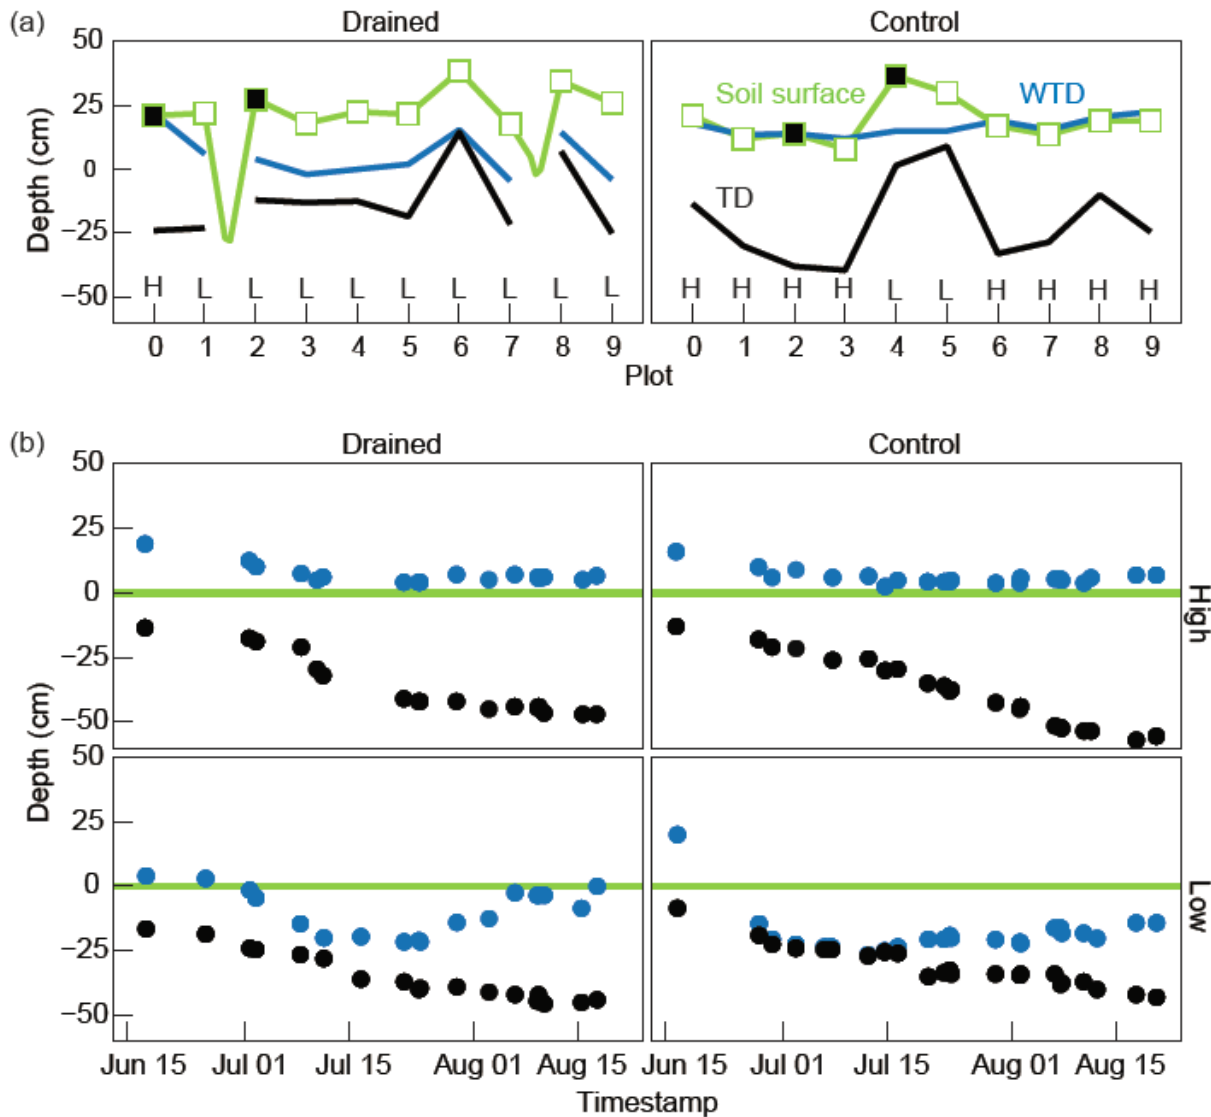 (a)
Drained Control
50
25
0
−25
−50
Depth (cm)
Soil surface WTD
TD
H L L L L L L L L L
H H H H L L H H H H
0 1 2 3 4 5 6 7 8 9
0 1 2 3 4 5 6 7 8 9
Plot
(b)
Drained Control
50
25
0
−25
−50
High
Depth (cm)
50
25
0
−25
−50
Low
Jun 15 Jul 01 Jul 15 Aug 01 Aug 15
Jun 15 Jul 01 Jul 15 Aug 01 Aug 15
Timestamp